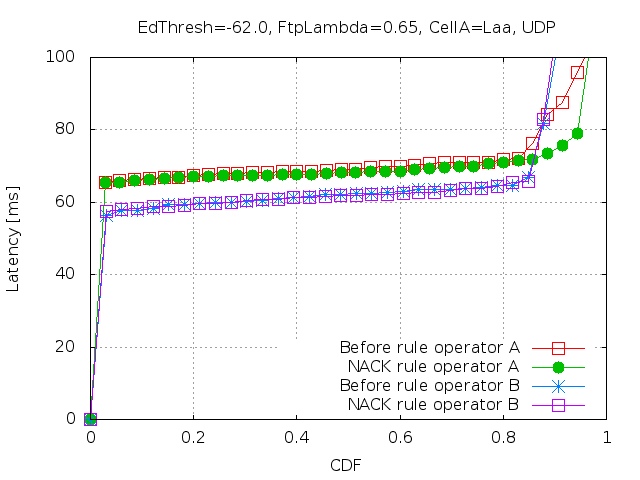 EdThresh=-62.0, FtpLambda=0.65, CellA=Laa, UDP
100
80
60
40
20
0
Latency [ms]
Before rule operator A
NACK rule operator A
Before rule operator B
NACK rule operator B
0 0.2 0.4 0.6 0.8 1
CDF